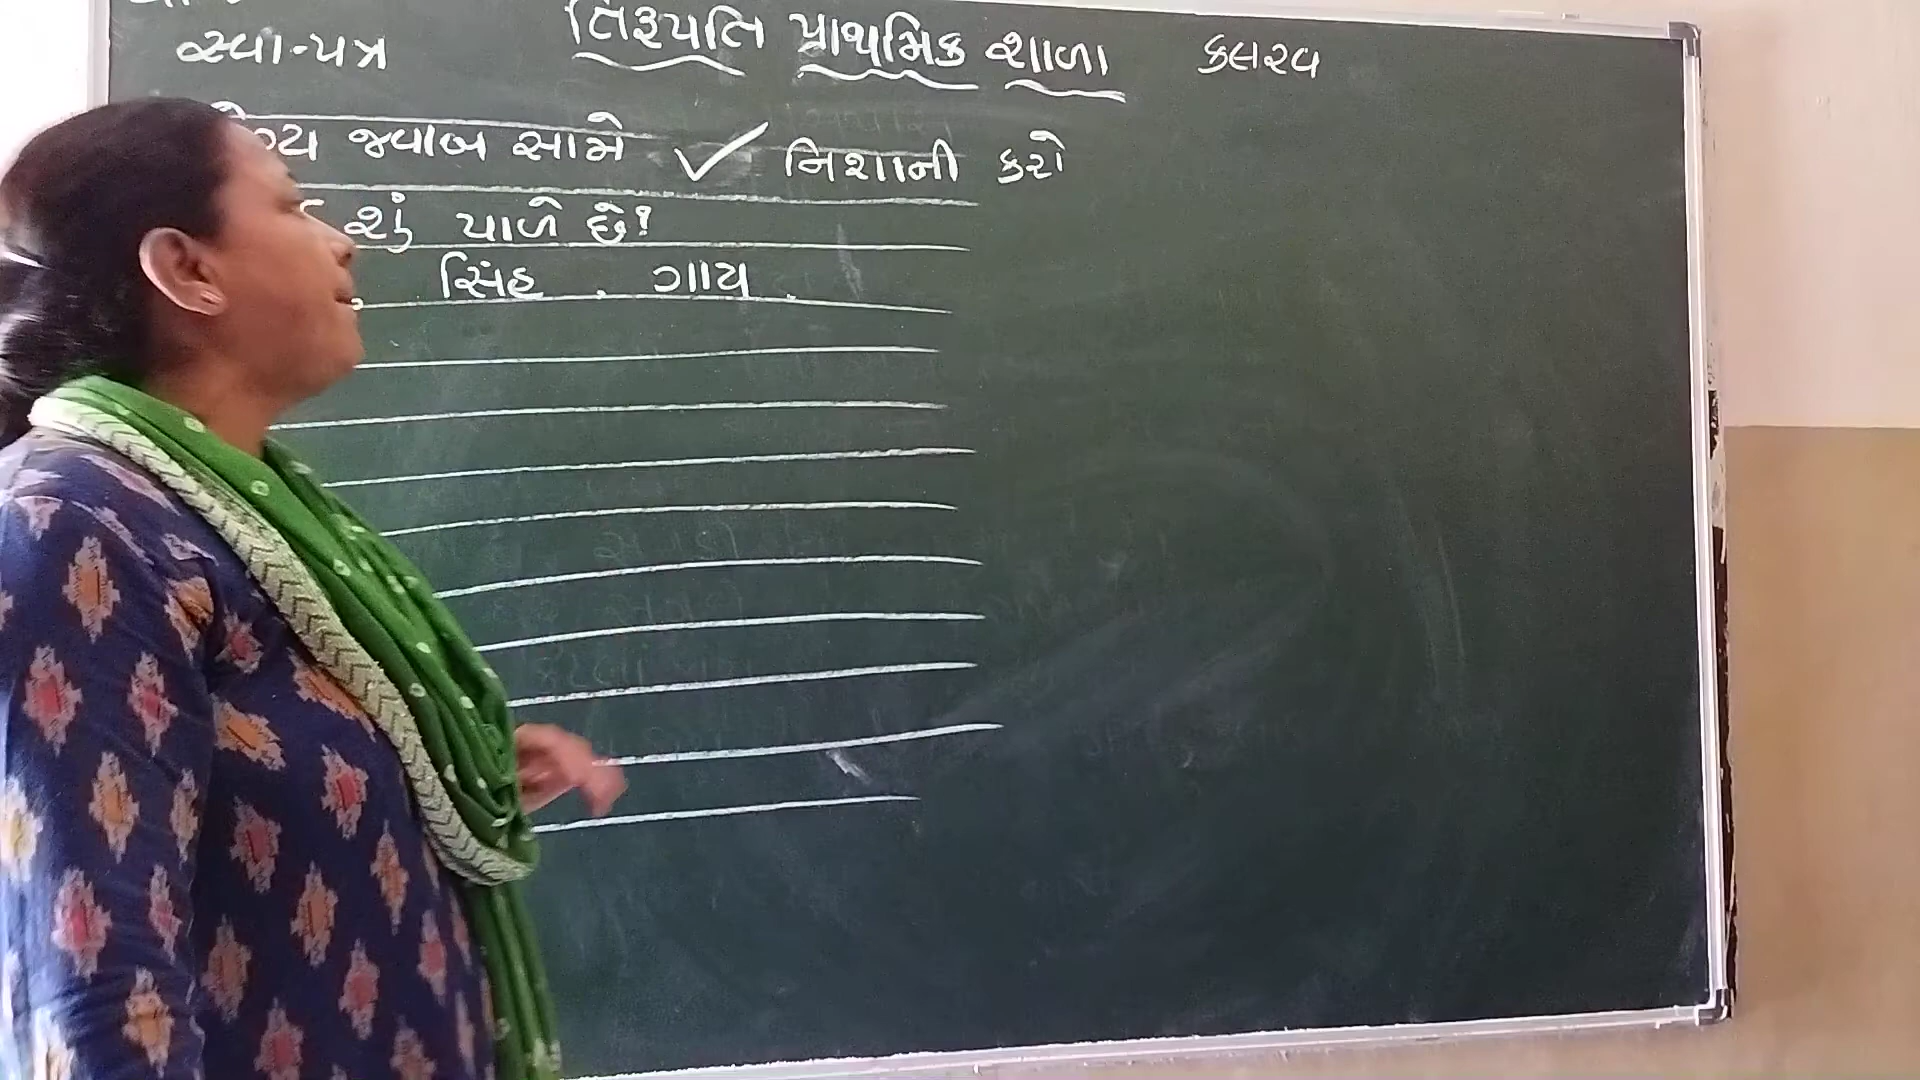 સ્વા-પત્ર તિરૂપતિ પ્રાથમિક શાળા કલરવ
જવાબ સામે ✓ નિશાની કરો
શું પાળે છે?
સિંહ . ગાય .